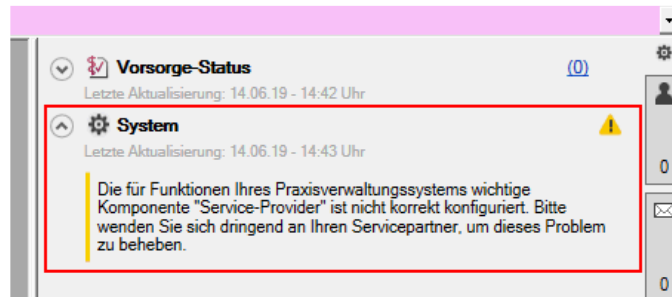 Vorsorge-Status (0)
Letzte Aktualisierung: 14.06.19 - 14:42 Uhr
System
Letzte Aktualisierung: 14.06.19 - 14:43 Uhr
Die für Funktionen Ihres Praxisverwaltungssystems wichtige
Komponente "Service-Provider" ist nicht korrekt konfiguriert. Bitte
wenden Sie sich dringend an Ihren Servicepartner, um dieses Problem
zu beheben.
0
0